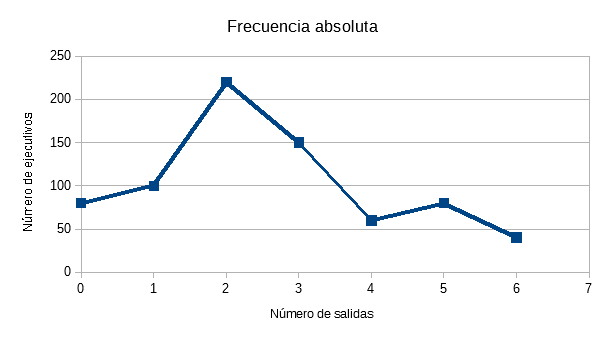 Frecuencia absoluta
250
200
150
100
50
0
Número de ejecutivos
0 1 2 3 4 5 6 7
Número de salidas